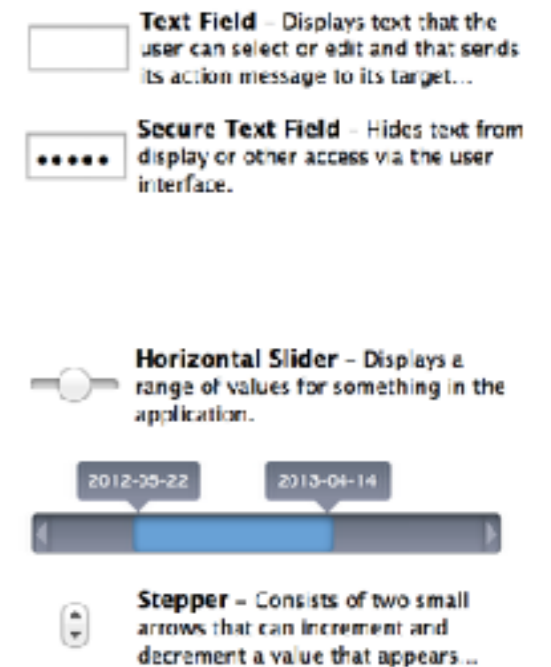 Text Field – Displays text that the
user can select or edit and that sends
its action message to its target...
Secure Text Field – Hides text from
display or other access via the user
interface.
Horizontal Slider – Displays a
range of values for something in the
application.
2012-05-22
2013-04-14
Stepper – Consists of two small
arrows that can increment and
decrement a value that appears...